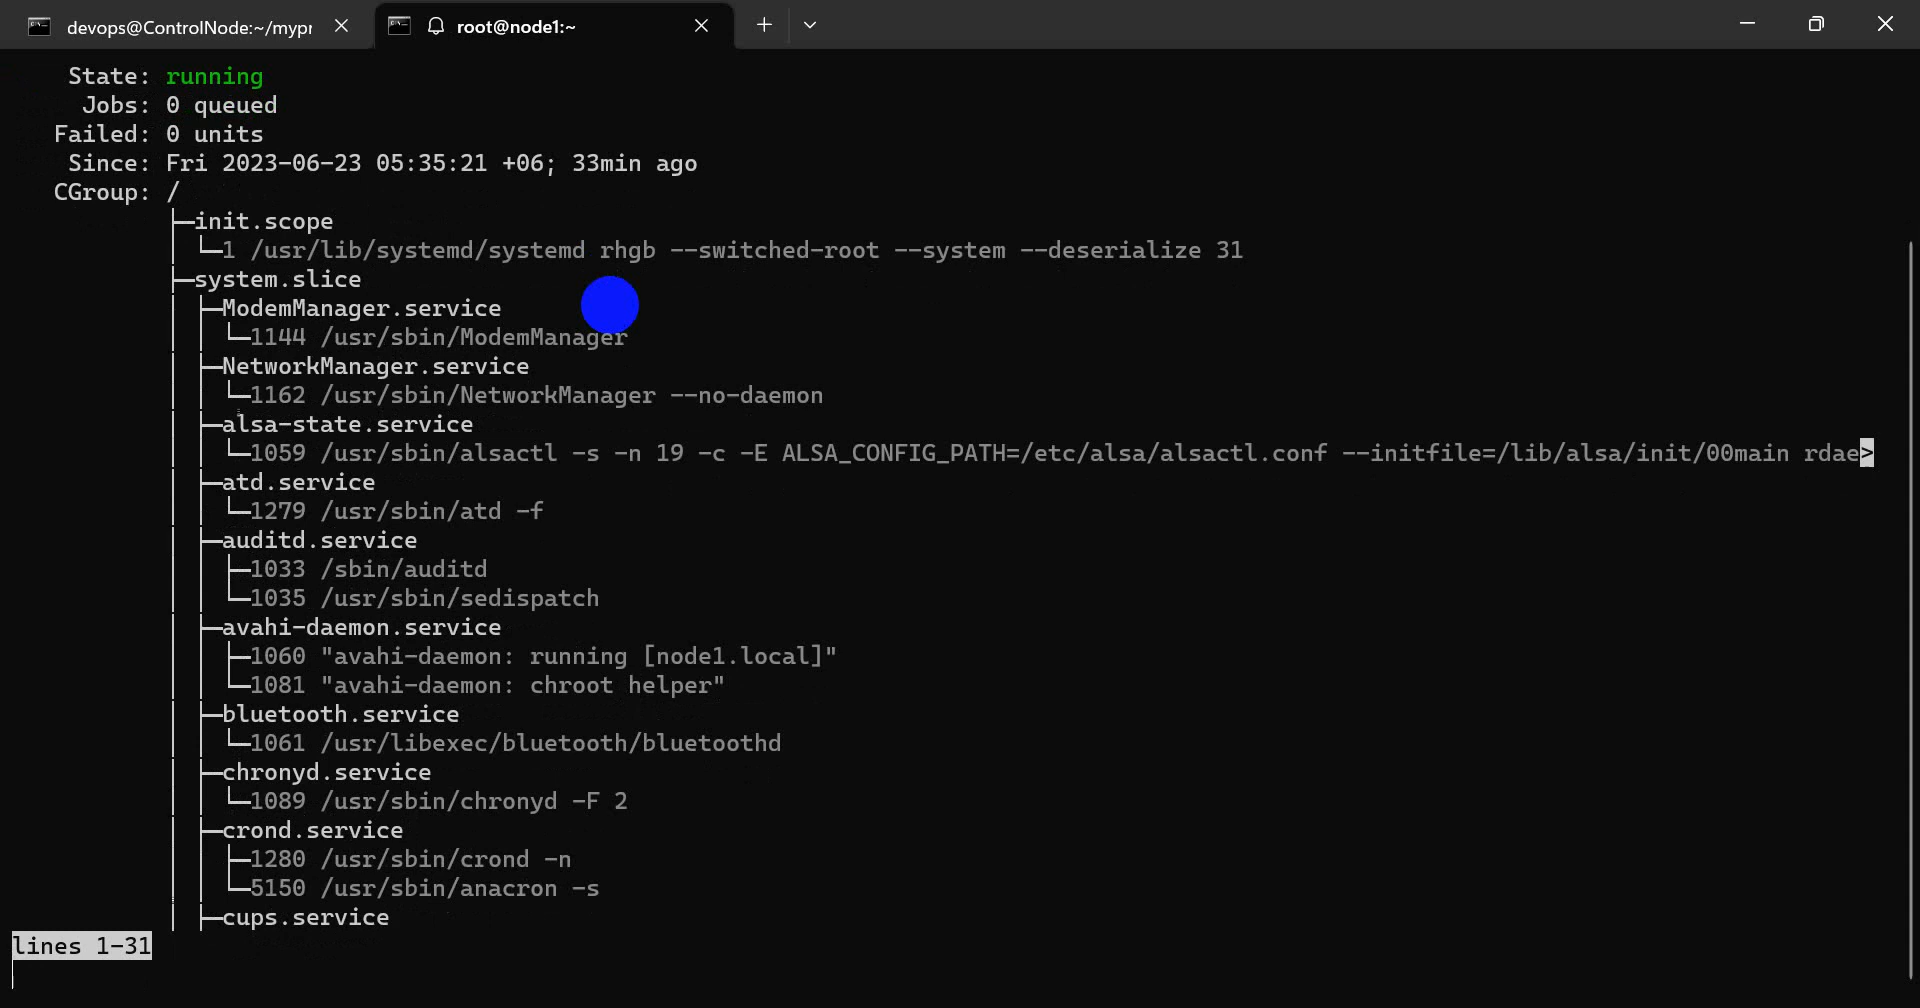 devops@ControlNode:~/mypr
root@node1:~
State: running
Jobs: 0 queued
Failed: 0 units
Since: Fri 2023-06-23 05:35:21 +06; 33min ago
CGroup: /
├─init.scope
│ └─1 /usr/lib/systemd/systemd rhgb --switched-root --system --deserialize 31
├─system.slice
│ ├─ModemManager.service
│ │ └─1144 /usr/sbin/ModemManager
│ ├─NetworkManager.service
│ │ └─1162 /usr/sbin/NetworkManager --no-daemon
│ ├─alsa-state.service
│ │ └─1059 /usr/sbin/alsactl -s -n 19 -c -E ALSA_CONFIG_PATH=/etc/alsa/alsactl.conf --initfile=/lib/alsa/init/00main rdae>
│ ├─atd.service
│ │ └─1279 /usr/sbin/atd -f
│ ├─auditd.service
│ │ ├─1033 /sbin/auditd
│ │ └─1035 /usr/sbin/sedispatch
│ ├─avahi-daemon.service
│ │ ├─1060 "avahi-daemon: running [node1.local]"
│ │ └─1081 "avahi-daemon: chroot helper"
│ ├─bluetooth.service
│ │ └─1061 /usr/libexec/bluetooth/bluetoothd
│ ├─chronyd.service
│ │ └─1089 /usr/sbin/chronyd -F 2
│ ├─crond.service
│ │ ├─1280 /usr/sbin/crond -n
│ │ └─5150 /usr/sbin/anacron -s
│ ├─cups.service
lines 1-31